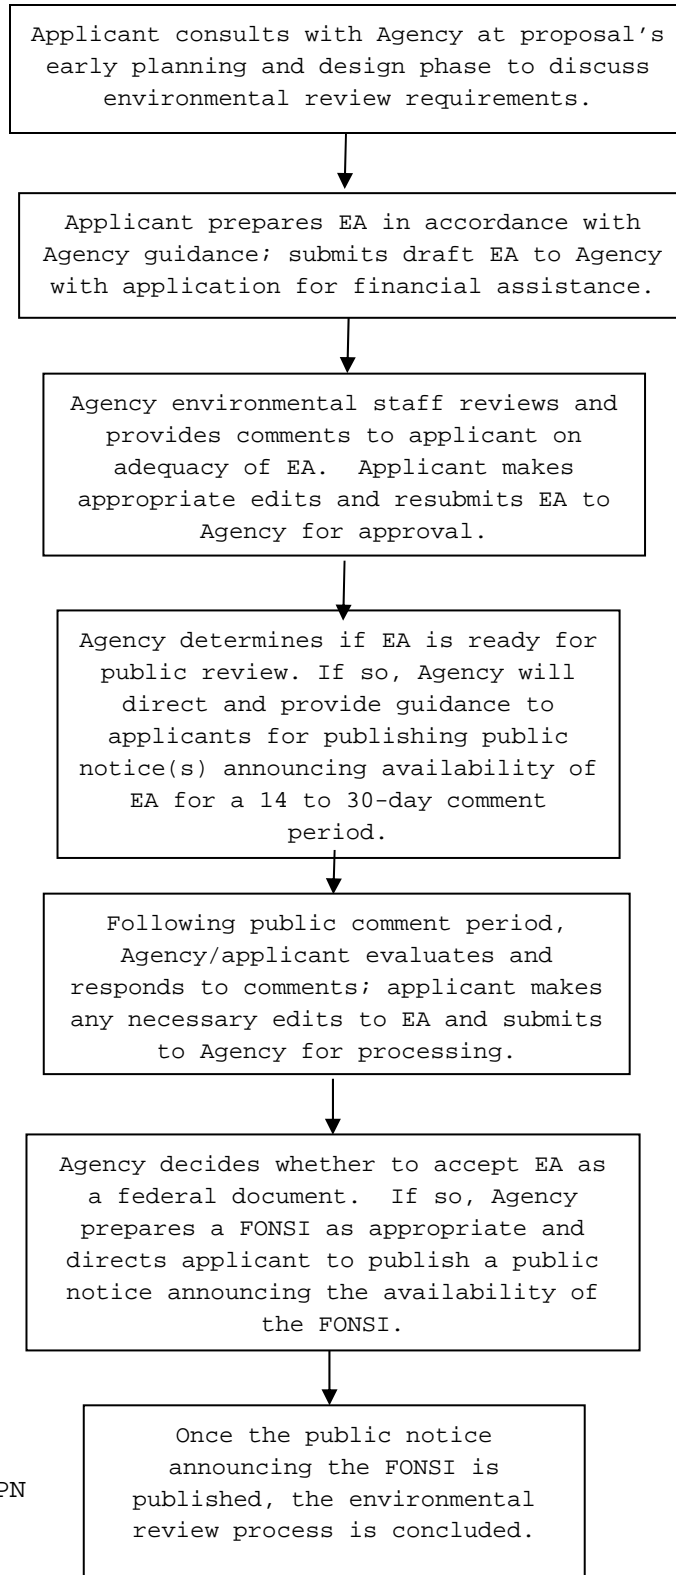 Applicant consults with Agency at proposal's
early planning and design phase to discuss
environmental review requirements.
Applicant prepares EA in accordance with
Agency guidance; submits draft EA to Agency
with application for financial assistance.
Agency environmental staff reviews and
provides comments to applicant on
adequacy of EA.  Applicant makes
appropriate edits and resubmits EA to
Agency for approval.
Agency determines if EA is ready for
public review. If so, Agency will
direct and provide guidance to
applicants for publishing public
notice(s) announcing availability of
EA for a 14 to 30-day comment
period.
Following public comment period,
Agency/applicant evaluates and
responds to comments; applicant makes
any necessary edits to EA and submits
to Agency for processing.
Agency decides whether to accept EA as
a federal document.  If so, Agency
prepares a FONSI as appropriate and
directs applicant to publish a public
notice announcing the availability of
the FONSI.
Once the public notice
announcing the FONSI is
published, the environmental
review process is concluded.
PN